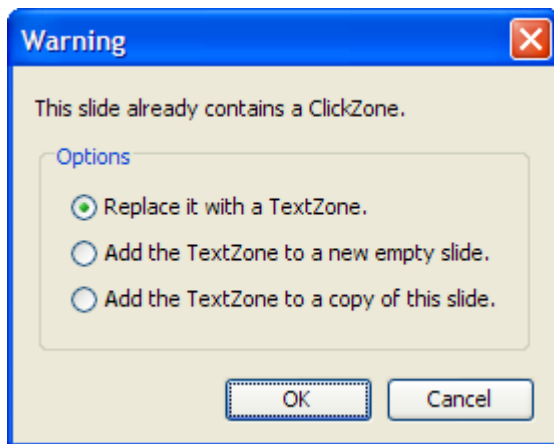 Warning
This slide already contains a ClickZone.
Options
Replace it with a TextZone.
Add the TextZone to a new empty slide.
Add the TextZone to a copy of this slide.
OK
Cancel